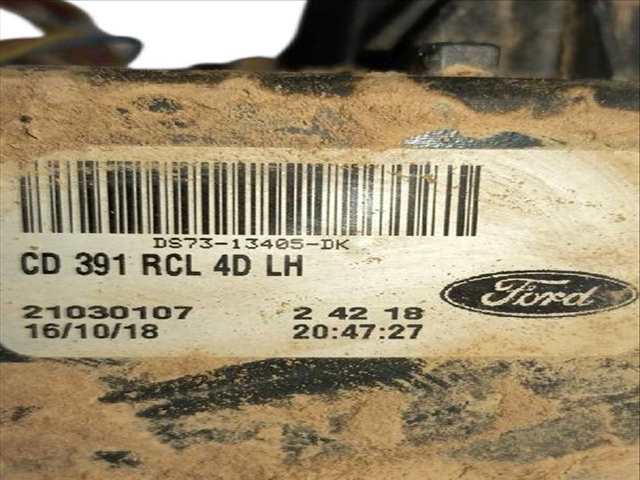 DS73-13405-DK
CD 391 RCL 4D LH
Ford
21030107 2 42 18
16/10/18 20:47:27